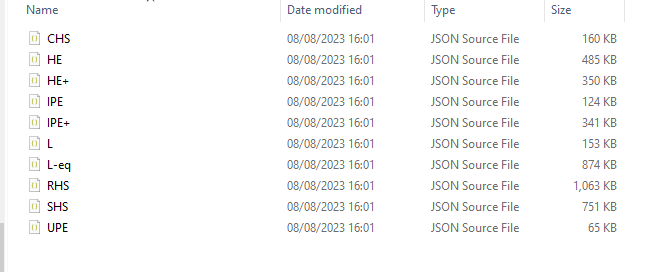 Name Date modified Type Size
CHS 08/08/2023 16:01 JSON Source File 160 KB
HE 08/08/2023 16:01 JSON Source File 485 KB
HE+ 08/08/2023 16:01 JSON Source File 350 KB
IPE 08/08/2023 16:01 JSON Source File 124 KB
IPE+ 08/08/2023 16:01 JSON Source File 341 KB
L 08/08/2023 16:01 JSON Source File 153 KB
L-eq 08/08/2023 16:01 JSON Source File 874 KB
RHS 08/08/2023 16:01 JSON Source File 1,063 KB
SHS 08/08/2023 16:01 JSON Source File 751 KB
UPE 08/08/2023 16:01 JSON Source File 65 KB